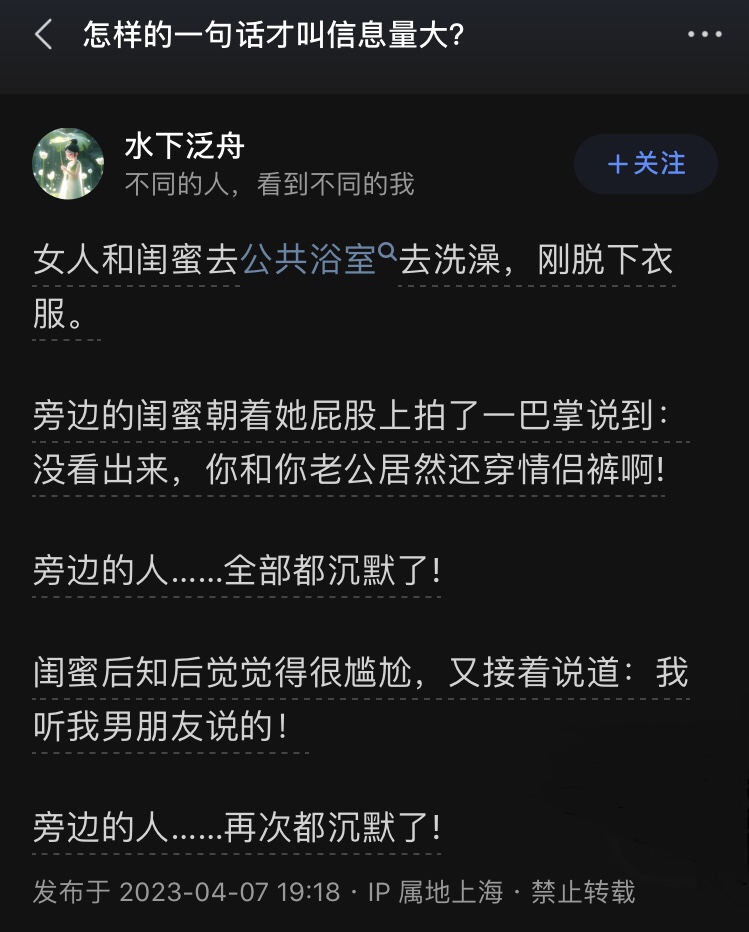 怎样的一句话才叫信息量大?
水下泛舟
不同的人，看到不同的我
+关注
女人和闺蜜去公共浴室去洗澡，刚脱下衣
服。
旁边的闺蜜朝着她屁股上拍了一巴掌说到：
没看出来，你和你老公居然还穿情侣裤啊!
旁边的人......全部都沉默了!
闺蜜后知后觉觉得很尴尬，又接着说道：我
听我男朋友说的！
旁边的人......再次都沉默了!
发布于 2023-04-07 19:18 · IP 属地上海 · 禁止转载